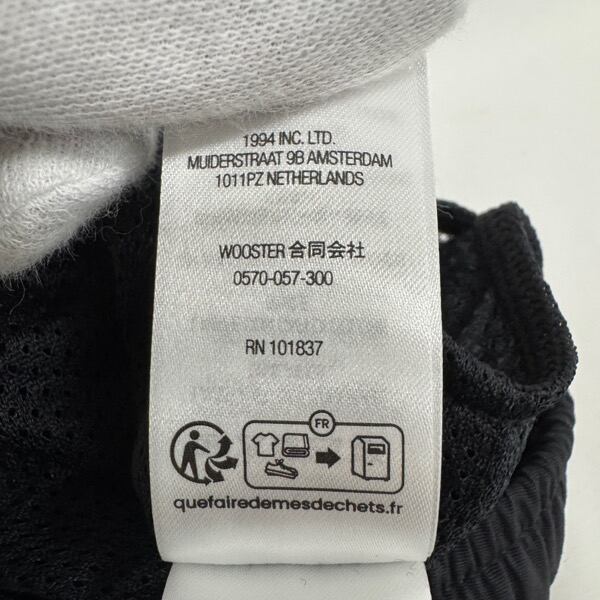 1994 INC. LTD.
MUIDERSTRAAT 9B AMSTERDAM
1011PZ NETHERLANDS
WOOSTER 合同会社
0570-057-300
RN 101837
FR
quefairedemesdechets.fr